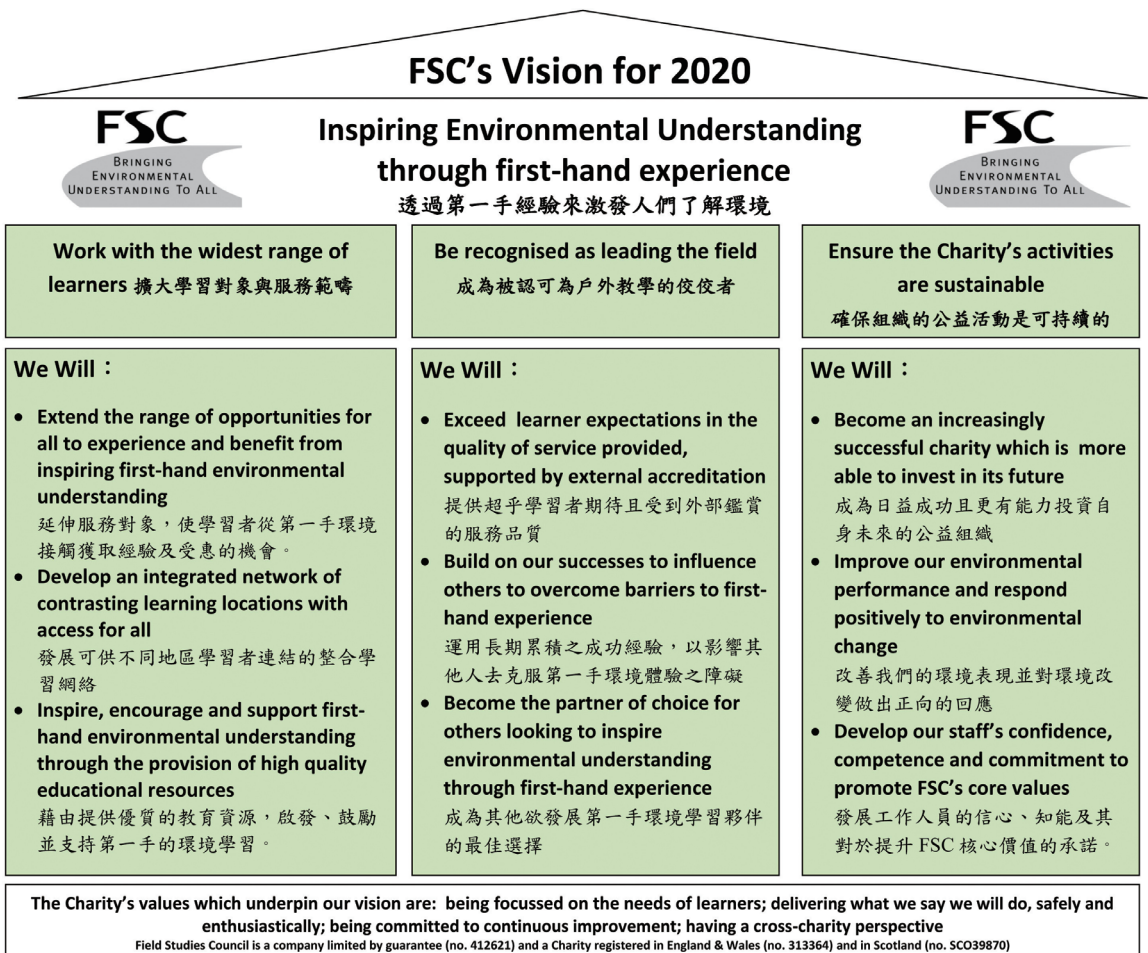 FSC's Vision for 2020
FSC
BRINGING
ENVIRONMENTAL
UNDERSTANDING TO ALL
Inspiring Environmental Understanding
through first-hand experience
透過第一手經驗來激發人們了解環境
FSC
BRINGING
ENVIRONMENTAL
UNDERSTANDING TO ALL
Work with the widest range of
learners 擴大學習對象與服務範疇
Be recognised as leading the field
成為被認可為戶外教學的佼佼者
Ensure the Charity's activities
are sustainable
確保組織的公益活動是可持續的
We Will：
• Extend the range of opportunities for
all to experience and benefit from
inspiring first-hand environmental
understanding
延伸服務對象，使學習者從第一手環境
接觸獲取經驗及受惠的機會。
• Develop an integrated network of
contrasting learning locations with
access for all
發展可供不同地區學習者連結的整合學
習網絡
• Inspire, encourage and support first-
hand environmental understanding
through the provision of high quality
educational resources
藉由提供優質的教育資源，啟發、鼓勵
並支持第一手的環境學習。
We Will：
• Exceed learner expectations in the
quality of service provided,
supported by external accreditation
提供超乎學習者期待且受到外部鑑賞
的服務品質
• Build on our successes to influence
others to overcome barriers to first-
hand experience
運用長期累積之成功經驗，以影響其
他人去克服第一手環境體驗之障礙
• Become the partner of choice for
others looking to inspire
environmental understanding
through first-hand experience
成為其他欲發展第一手環境學習夥伴
的最佳選擇
We Will：
• Become an increasingly
successful charity which is more
able to invest in its future
成為日益成功且更有能力投資自
身未來的公益組織
• Improve our environmental
performance and respond
positively to environmental
change
改善我們的環境表現並對環境改
變做出正向的回應
• Develop our staff's confidence,
competence and commitment to
promote FSC's core values
發展工作人員的信心、知能及其
對於提升 FSC 核心價值的承諾。
The Charity's values which underpin our vision are: being focussed on the needs of learners; delivering what we say we will do, safely and
enthusiastically; being committed to continuous improvement; having a cross-charity perspective
Field Studies Council is a company limited by guarantee (no. 412621) and a Charity registered in England & Wales (no. 313364) and in Scotland (no. SCO39870)